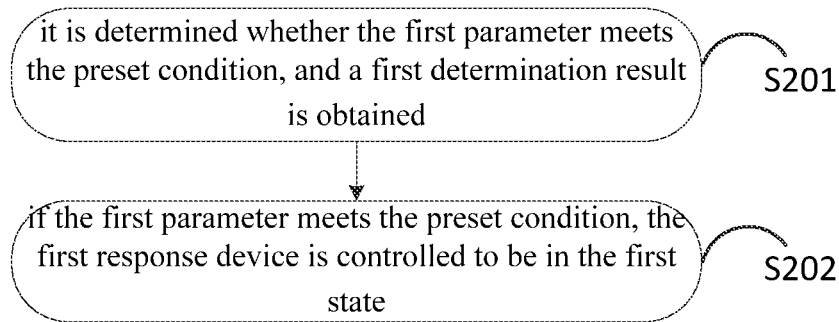 it is determined whether the first parameter meets
the preset condition, and a first determination result
is obtained
S201
if the first parameter meets the preset condition, the
first response device is controlled to be in the first
state
S202